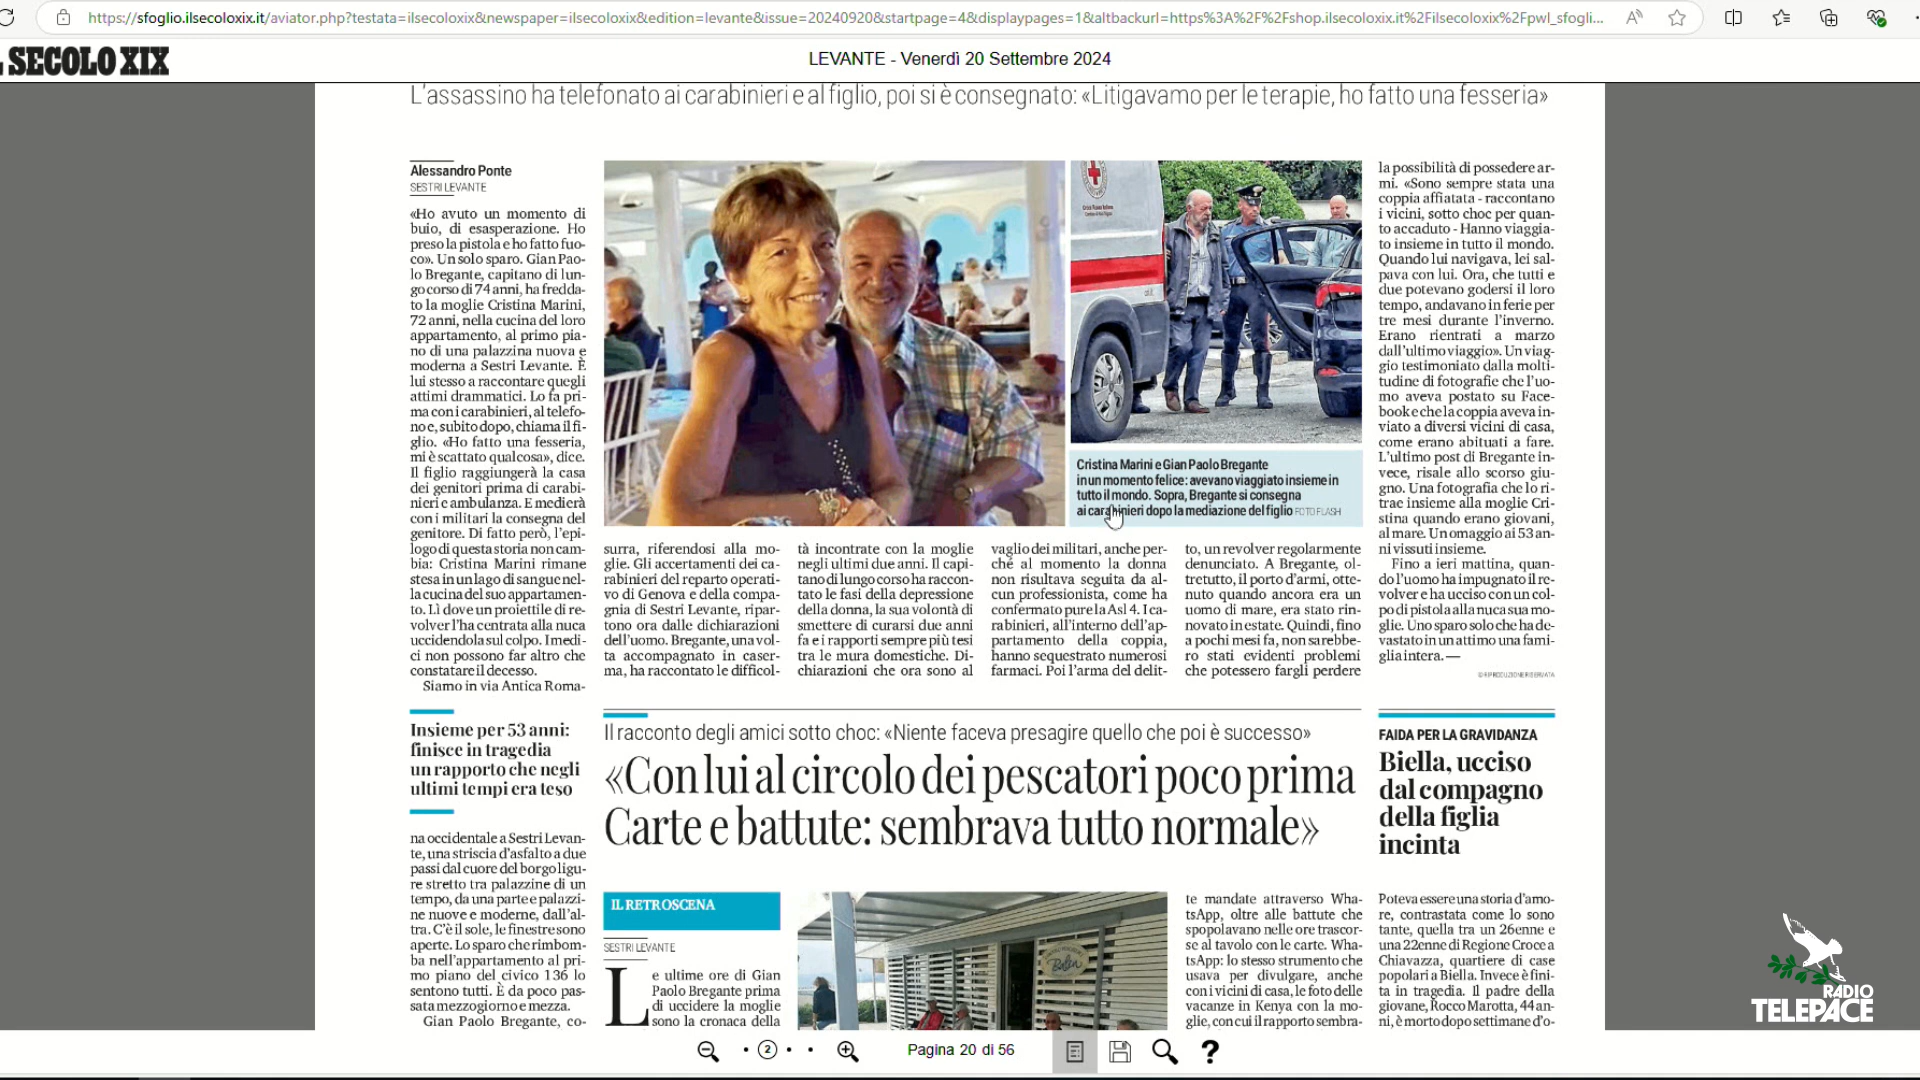 https://sfoglio.ilsecoloxix.it/aviator.php?testata=ilsecoloxix&newspaper=ilsecoloxix&edition=levante&issue=20240920&startpage=4&displaypages=1&altbackurl=https%3A%2F%2Fshop.ilsecoloxix.it%2Filsecoloxix%2Fpwl_sfogli...
SECOLO XIX
LEVANTE - Venerdì 20 Settembre 2024
L'assassino ha telefonato ai carabinieri e al figlio, poi si è consegnato: «Litigavamo per le terapie, ho fatto una fesseria»
Alessandro Ponte
SESTRI LEVANTE
«Ho avuto un momento di
buio, di esasperazione. Ho
preso la pistola e ho fatto fuo-
co». Un solo sparo. Gian Pao-
lo Bregante, capitano di lun-
go corso di 74 anni, ha fredda-
to la moglie Cristina Marini,
72 anni, nella cucina del loro
appartamento, al primo pia-
no di una palazzina nuova e
moderna a Sestri Levante. È
lui stesso a raccontare quegli
attimi drammatici. Lo fa pri-
ma con i carabinieri, al telefo-
no e, subito dopo, chiama il fi-
glio. «Ho fatto una fesseria,
mi è scattato qualcosa», dice.
Il figlio raggiungerà la casa
dei genitori prima di carabi-
nieri e ambulanza. E medierà
con i militari la consegna del
genitore. Di fatto però, l'epi-
logo di questa storia non cam-
bia: Cristina Marini rimane
stesa in un lago di sangue nel-
la cucina del suo appartamen-
to. Lì dove un proiettile di re-
volver l'ha centrata alla nuca
uccidendola sul colpo. I medi-
ci non possono far altro che
constatare il decesso.
Siamo in via Antica Roma-
Insieme per 53 anni:
finisce in tragedia
un rapporto che negli
ultimi tempi era teso
na occidentale a Sestri Levan-
te, una striscia d'asfalto a due
passi dal cuore del borgo ligu-
re stretto tra palazzine di un
tempo, da una parte e palazzi-
ne nuove e moderne, dall'al-
tra. C'è il sole, le finestre sono
aperte. Lo sparo che rimbom-
ba nell'appartamento al pri-
mo piano del civico 136 lo
sentono tutti. È da poco pas-
sata mezzogiorno e mezza.
Gian Paolo Bregante, co-
Cristina Marini e Gian Paolo Bregante
in un momento felice: avevano viaggiato insieme in
tutto il mondo. Sopra, Bregante si consegna
ai carabinieri dopo la mediazione del figlio FOTO FLASH
surra, riferendosi alla mo-
glie. Gli accertamenti dei ca-
rabinieri del reparto operati-
vo di Genova e della compa-
gnia di Sestri Levante, ripar-
tono ora dalle dichiarazioni
dell'uomo. Bregante, una vol-
ta accompagnato in caser-
ma, ha raccontato le difficol-
tà incontrate con la moglie
negli ultimi due anni. Il capi-
tano di lungo corso ha raccon-
tato le fasi della depressione
della donna, la sua volontà di
smettere di curarsi due anni
fa e i rapporti sempre più tesi
tra le mura domestiche. Di-
chiarazioni che ora sono al
vaglio dei militari, anche per-
ché al momento la donna
non risultava seguita da al-
cun professionista, come ha
confermato pure la Asl 4. I ca-
rabinieri, all'interno dell'ap-
partamento della coppia,
hanno sequestrato numerosi
farmaci. Poi l'arma del delit-
to, un revolver regolarmente
denunciato. A Bregante, ol-
tretutto, il porto d'armi, otte-
nuto quando ancora era un
uomo di mare, era stato rin-
novato in estate. Quindi, fino
a pochi mesi fa, non sarebbe-
ro stati evidenti problemi
che potessero fargli perdere
la possibilità di possedere ar-
mi. «Sono sempre stata una
coppia affiatata - raccontano
i vicini, sotto choc per quan-
to accaduto - Hanno viaggia-
to insieme in tutto il mondo.
Quando lui navigava, lei sal-
pava con lui. Ora, che tutti e
due potevano godersi il loro
tempo, andavano in ferie per
tre mesi durante l'inverno.
Erano rientrati a marzo
dall'ultimo viaggio». Un viag-
gio testimoniato dalla molti-
tudine di fotografie che l'uo-
mo aveva postato su Face-
book e che la coppia aveva in-
viato a diversi vicini di casa,
come erano abituati a fare.
L'ultimo post di Bregante in-
vece, risale allo scorso giu-
gno. Una fotografia che lo ri-
trae insieme alla moglie Cri-
stina quando erano giovani,
al mare. Un omaggio ai 53 an-
ni vissuti insieme.
Fino a ieri mattina, quan-
do l'uomo ha impugnato il re-
volver e ha ucciso con un col-
po di pistola alla nuca sua mo-
glie. Uno sparo solo che ha de-
vastato in un attimo una fami-
glia intera. —
© RIPRODUZIONE RISERVATA
Il racconto degli amici sotto choc: «Niente faceva presagire quello che poi è successo»
«Con lui al circolo dei pescatori poco prima
Carte e battute: sembrava tutto normale»
IL RETROSCENA
SESTRI LEVANTE
Le ultime ore di Gian
Paolo Bregante prima
di uccidere la moglie
sono la cronaca della
te mandate attraverso Wha-
tsApp, oltre alle battute che
spopolavano nelle ore trascor-
se al tavolo con le carte. Wha-
tsApp: lo stesso strumento che
usava per divulgare, anche
con i vicini di casa, le foto delle
vacanze in Kenya con la mo-
glie, con cui il rapporto sembra-
FAIDA PER LA GRAVIDANZA
Biella, ucciso
dal compagno
della figlia
incinta
Poteva essere una storia d'amo-
re, contrastata come lo sono
tante, quella tra un 26enne e
una 22enne di Regione Croce a
Chiavazza, quartiere di case
popolari a Biella. Invece è fini-
ta in tragedia. Il padre della
giovane, Rocco Marotta, 44 an-
ni, è morto dopo settimane d'o-
RADIO
TELEPACE
2
Pagina 20 di 56
?